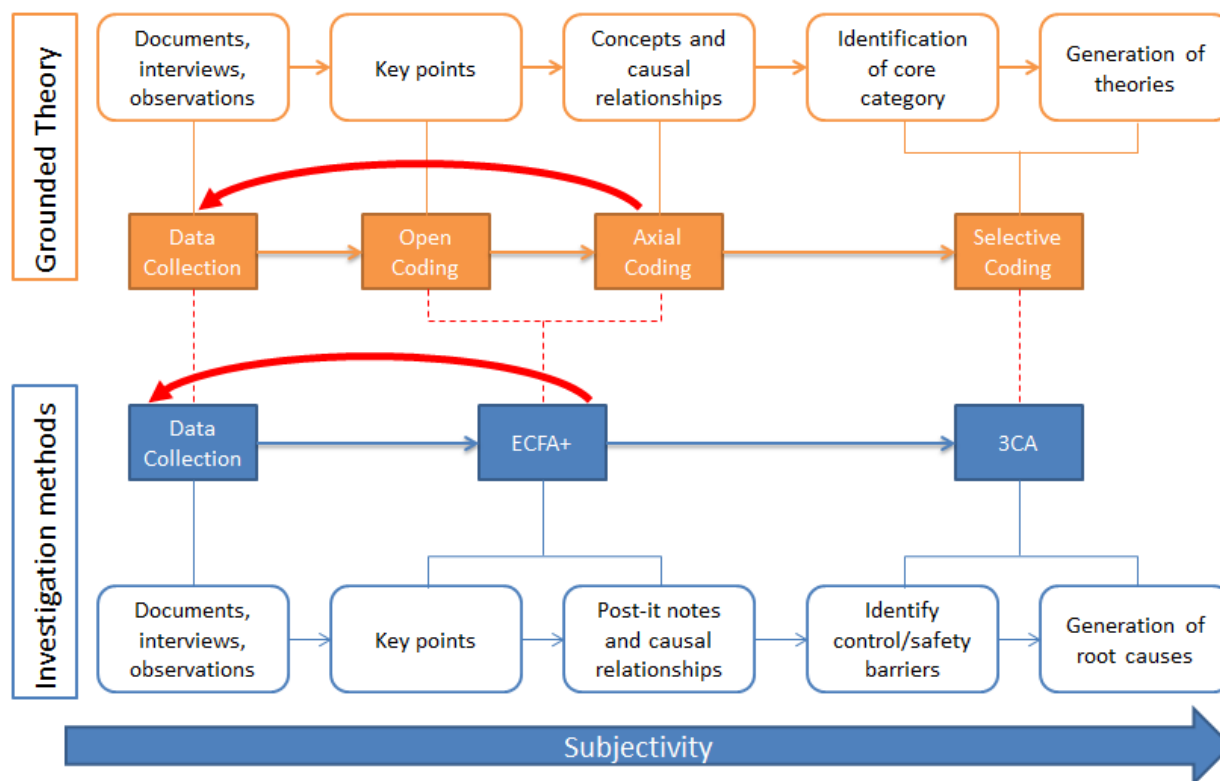 Grounded Theory
Documents,
interviews,
observations
Key points
Concepts and
causal
relationships
Identification
of core
category
Generation of
theories
Data
Collection
Open
Coding
Axial
Coding
Selective
Coding
Investigation methods
Data
Collection
ECFA+
3CA
Documents,
interviews,
observations
Key points
Post-it notes
and causal
relationships
Identify
control/safety
barriers
Generation of
root causes
Subjectivity